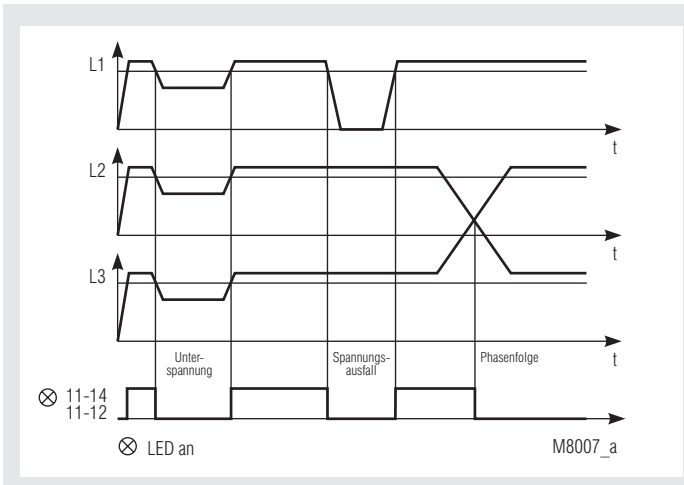 L1
t
L2
t
L3
t
Unter-
spannung
Spannungs-
ausfall
Phasenfolge
11-14
11-12
LED an
M8007_a